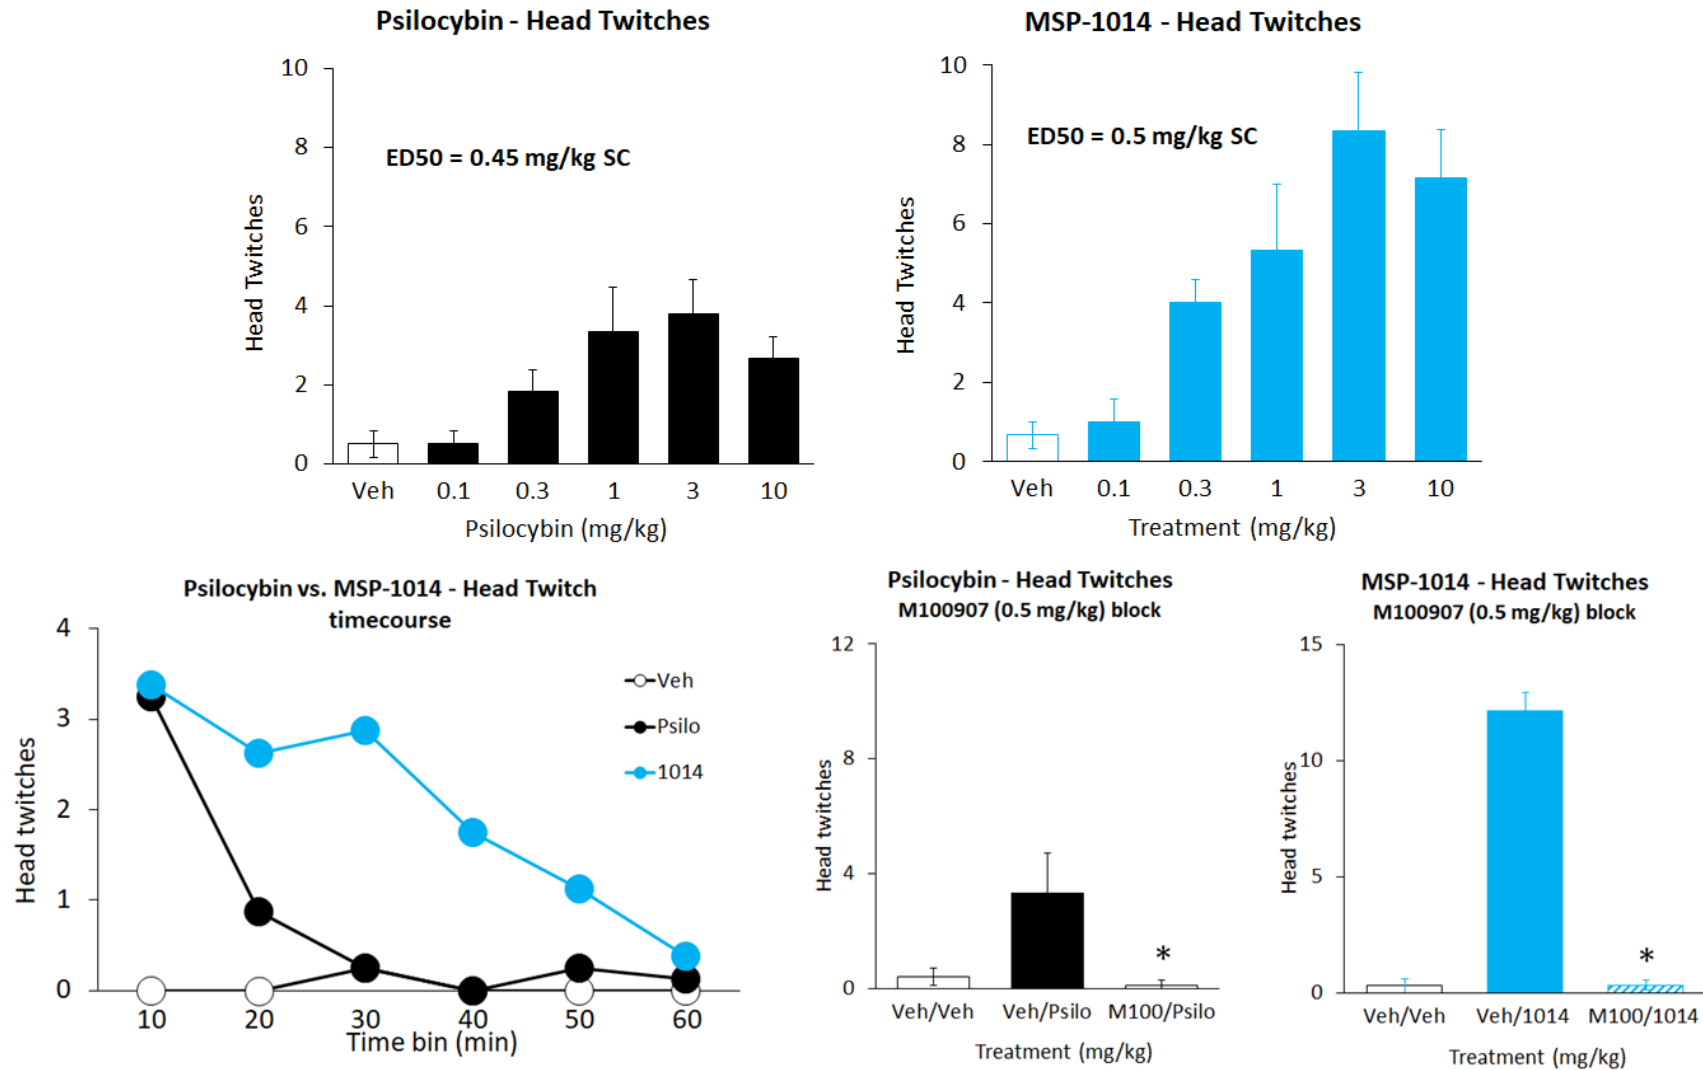 Psilocybin - Head Twitches
10
8
6
4
2
0
Head Twitches
ED50 = 0.45 mg/kg SC
Veh 0.1 0.3 1 3 10
Psilocybin (mg/kg)
MSP-1014 - Head Twitches
10
8
6
4
2
0
Head Twitches
ED50 = 0.5 mg/kg SC
Veh 0.1 0.3 1 3 10
Treatment (mg/kg)
Psilocybin vs. MSP-1014 - Head Twitch
timecourse
4
3
2
1
0
Head twitches
Veh
Psilo
1014
10 20 30 40 50 60
Time bin (min)
Psilocybin - Head Twitches
M100907 (0.5 mg/kg) block
12
8
4
0
Head twitches
*
Veh/Veh Veh/Psilo M100/Psilo
Treatment (mg/kg)
MSP-1014 - Head Twitches
M100907 (0.5 mg/kg) block
15
10
5
0
Head twitches
*
Veh/Veh Veh/1014 M100/1014
Treatment (mg/kg)